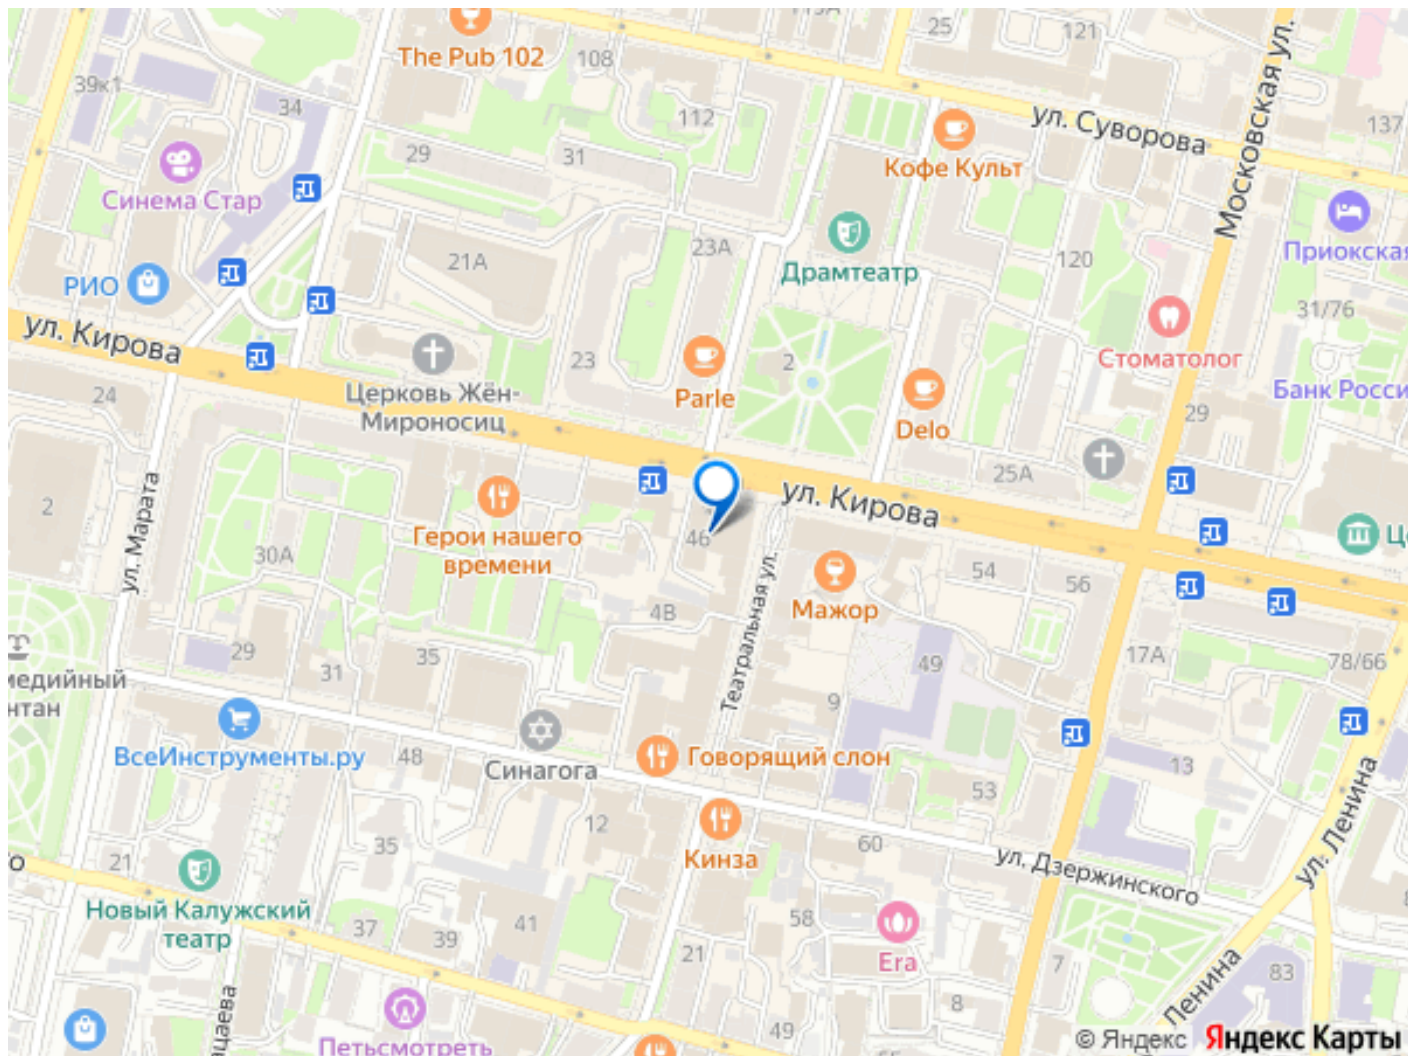 The Pub 102
108
25
121
39к1
34
112
ул. Суворова
137
Московская ул.
29
31
Кофе Культ
Синема Стар
23А
Драмтеатр
21А
120
Приокская
РИО
31/76
ул. Кирова
Стоматолог
23
2
Церковь Жён-
Мироносиц
24
Parle
Delo
Банк Росси
29
25А
ул. Кирова
2
ул. Марата
Герои нашего
времени
46
30А
54
56
Мажор
4В
Театральная ул.
29
31
35
49
17А
78/66
медийный
нтан
9
ВсеИнструменты.ру
48
Синагога
Говорящий слон
13
53
12
35
Кинза
60
ул. Дзержинского
ул. Ленина
21
Новый Калужский
театр
37
39
41
58
21
Era
7
83
8
Ленина
49
Петьсмотреть
© Яндекс Яндекс Карты